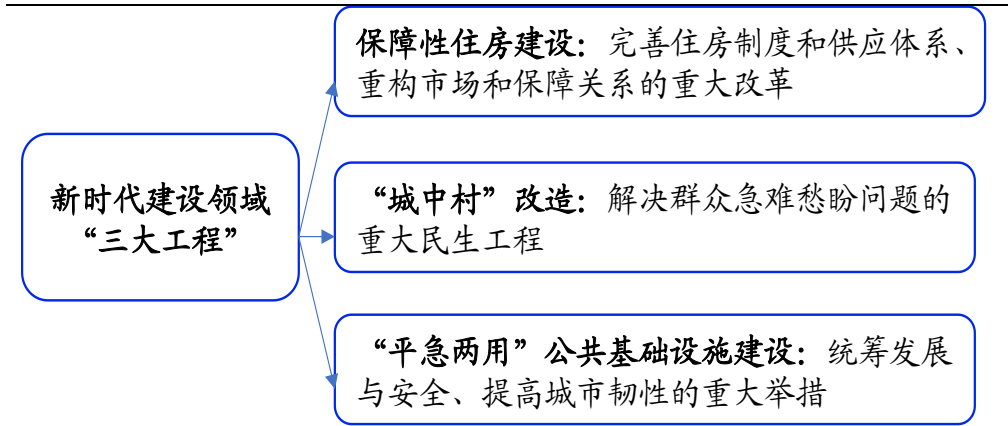 保障性住房建设：完善住房制度和供应体系、
重构市场和保障关系的重大改革
新时代建设领域
“三大工程”
“城中村”改造：解决群众急难愁盼问题的
重大民生工程
“平急两用”公共基础设施建设：统筹发展
与安全、提高城市韧性的重大举措